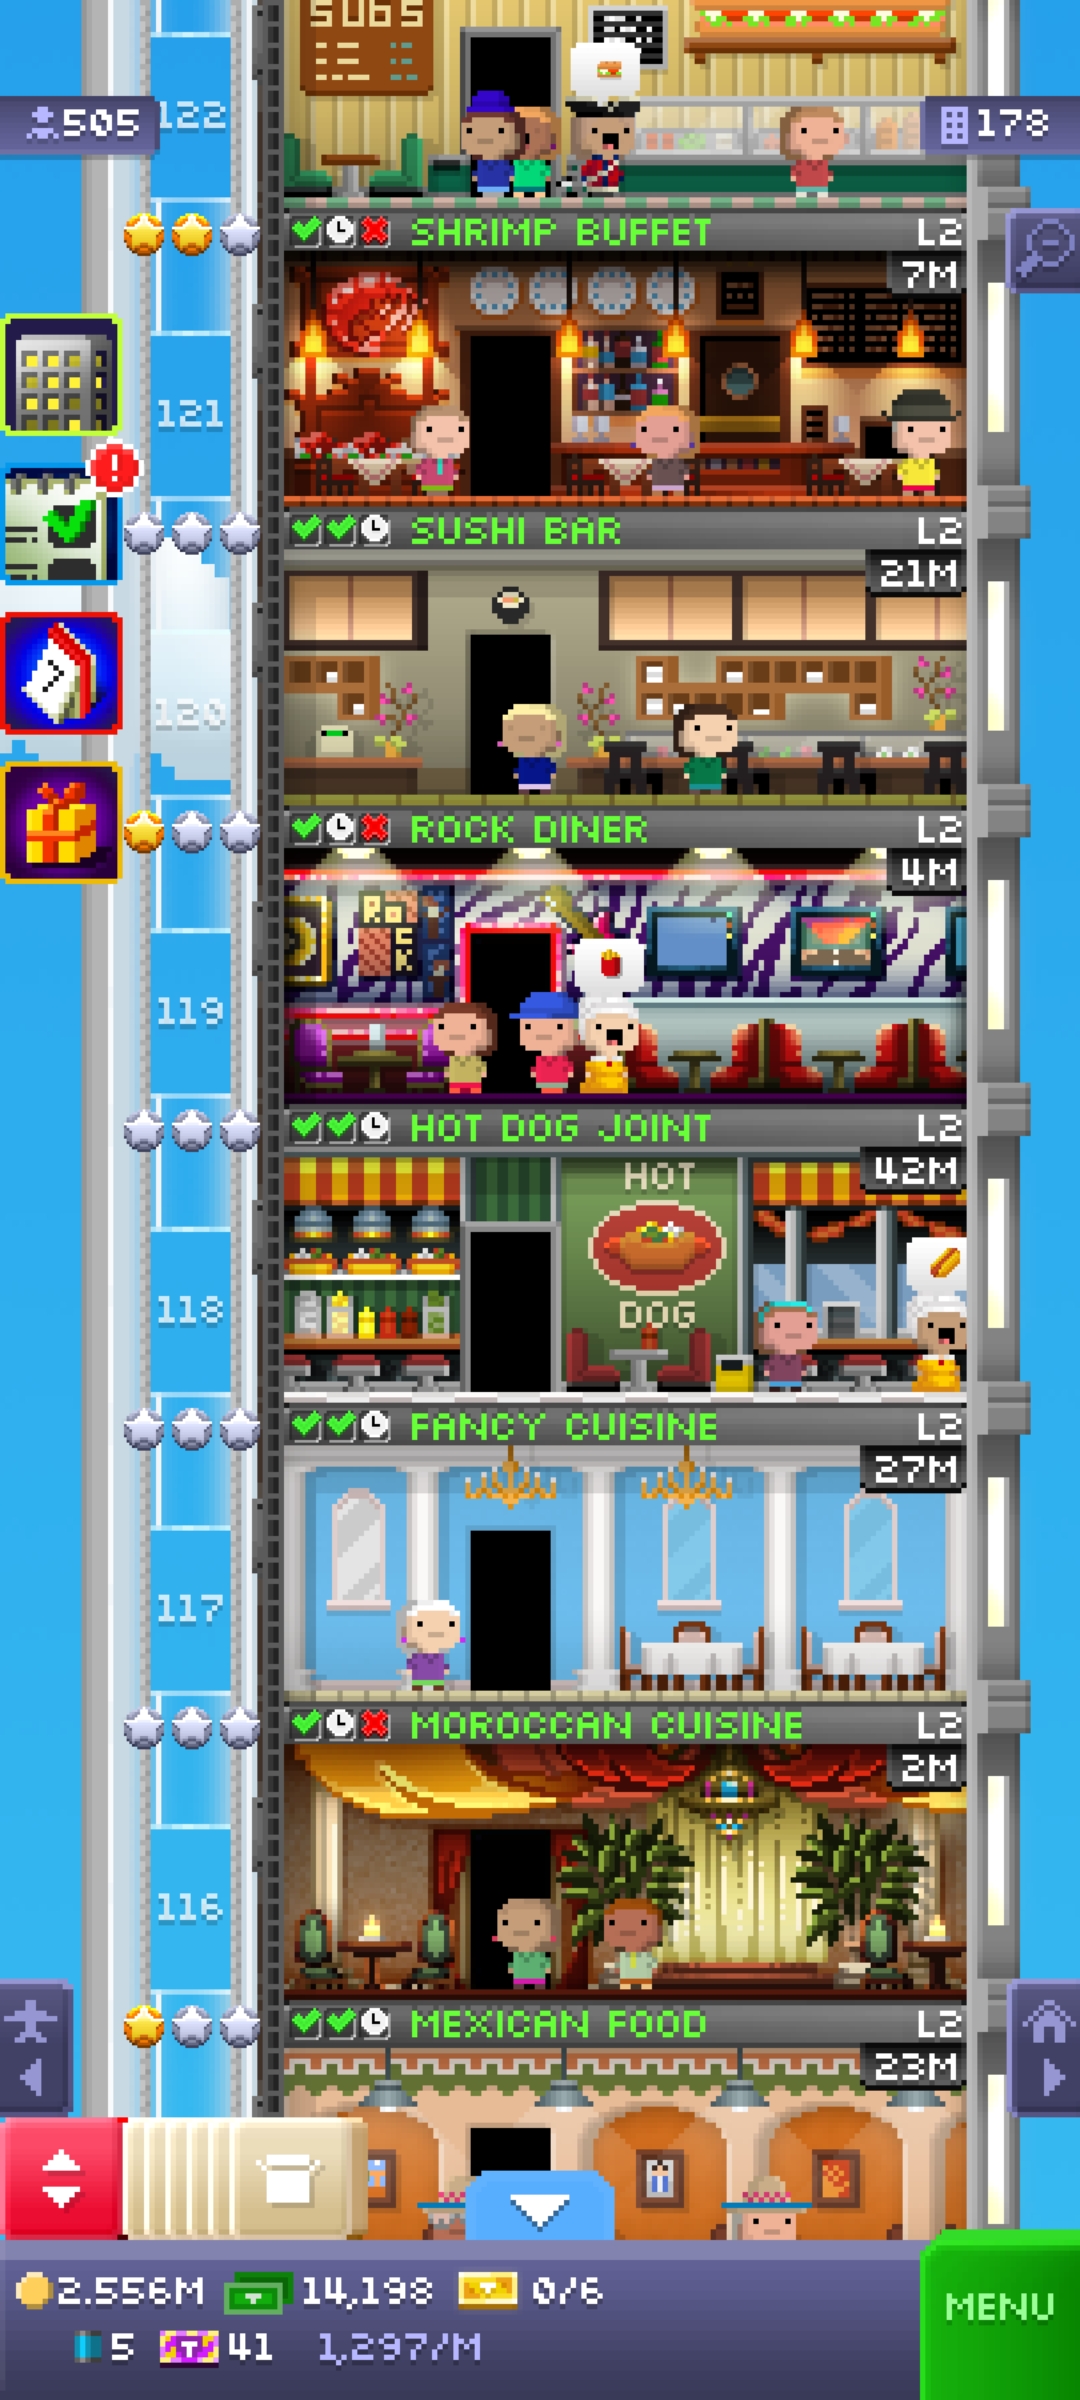 SUBS
122
505
178
SHRIMP BUFFET L2
7M
121
SUSHI BAR L2
21M
120
ROCK DINER L2
4M
ROCK
119
HOT DOG JOINT L2
42M
HOT
DOG
118
FANCY CUISINE L2
27M
117
MOROCCAN CUISINE L2
2M
116
MEXICAN FOOD L2
23M
2.556M 14,198 0/6
MENU
5 41 1,297/M